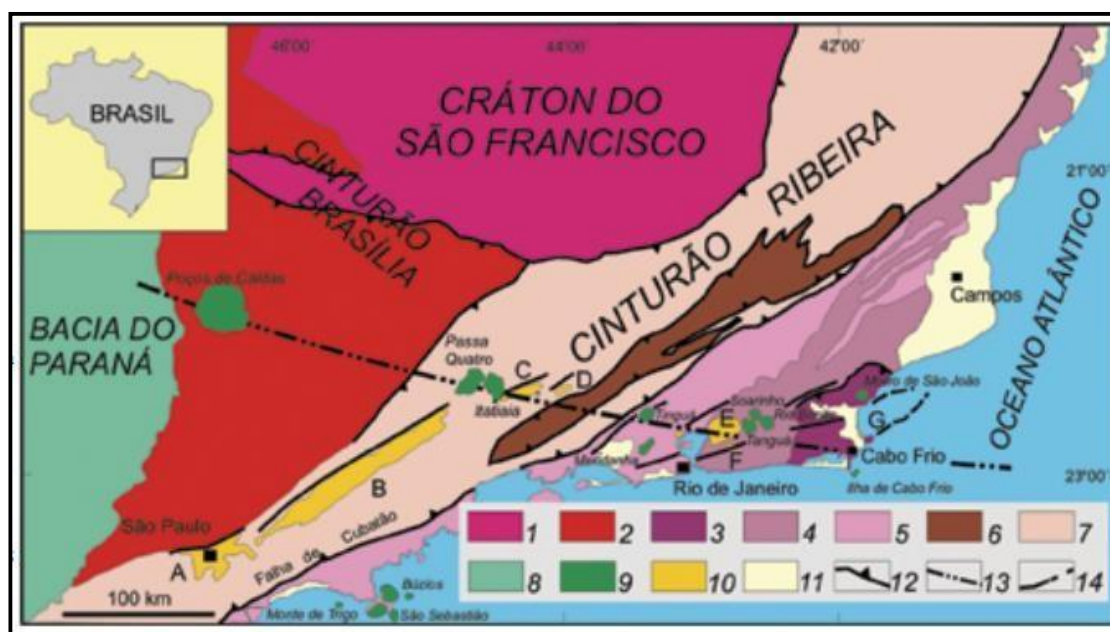 46°00'
44°00'
42°00'
BRASIL
CRÁTON DO
SÃO FRANCISCO
21°00'
CINTURÃO
BRASÍLIA
CINTURÃO RIBEIRA
OCEANO ATLÂNTICO
Poços de Caldas
BACIA DO
PARANÁ
Campos
Passa
Quatro
C
D
Itatiaia
Morro de São João
Tinguá
Soarinho
E
G
Tanguá
F
Cabo Frio
Rio de Janeiro
Ilha de Cabo Frio
23°00'
B
São Paulo
A
Falha de Cubatão
1
2
3
4
5
6
7
8
9
10
11
12
13
14
100 km
Búzios
Monte de Trigo
São Sebastião